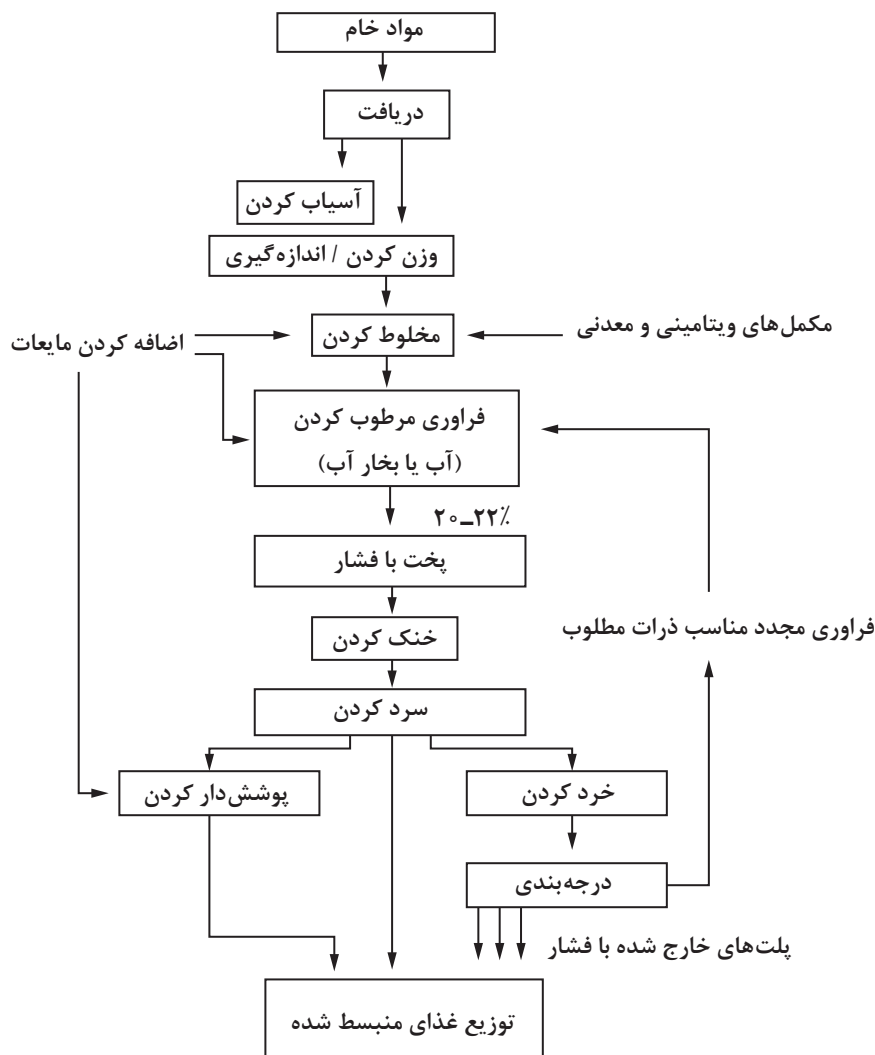 مواد خام
دریافت
آسیاب کردن
وزن کردن / اندازه‌گیری
مکمل‌های ویتامینی و معدنی
مخلوط کردن
اضافه کردن مایعات
فراوری مرطوب کردن
(آب یا بخار آب)
۲۰–۲۲٪
پخت با فشار
خنک کردن
فراوری مجدد مناسب ذرات مطلوب
سرد کردن
خرد کردن
پوشش‌دار کردن
درجه‌بندی
پلت‌های خارج شده با فشار
توزیع غذای منبسط شده